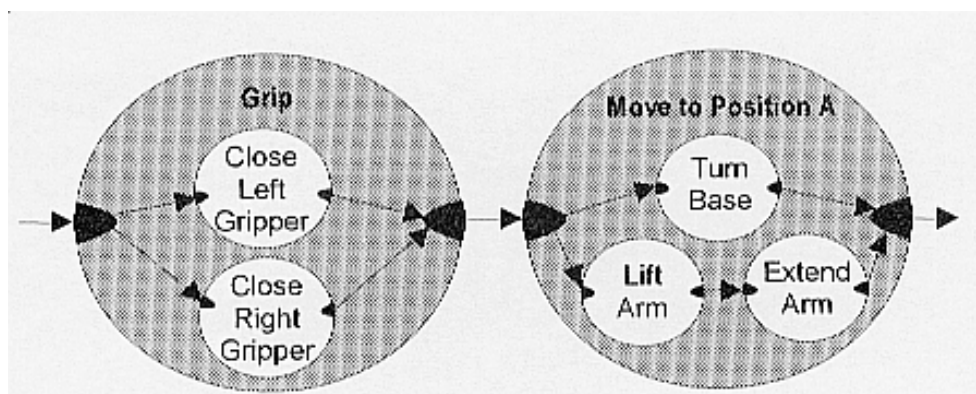 Grip
Close
Left
Gripper
Close
Right
Gripper
Move to Position A
Turn
Base
Lift
Arm
Extend
Arm